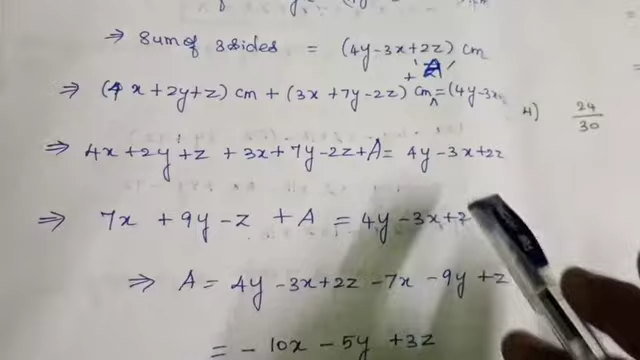 ⇒ Sum of 3 sides = (4y-3x+2z) cm
+ A
⇒ (4x+2y+z) cm + (3x+7y-2z) cm = (4y-3x
4) 24/30
⇒ 4x+2y+z +3x+7y-2z+A = 4y-3x+2z
⇒ 7x +9y-z +A = 4y-3x+z
⇒ A = 4y-3x+2z-7x-9y+z
= -10x-5y+3z